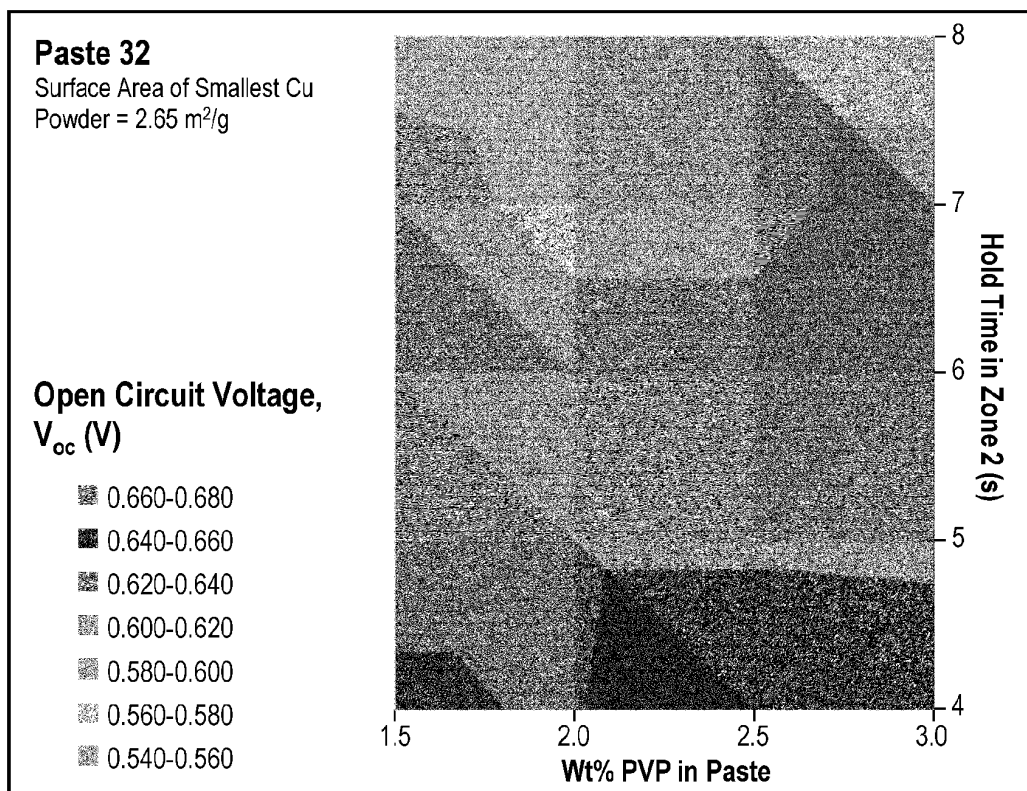 Paste 32
Surface Area of Smallest Cu
Powder = 2.65 m²/g
Open Circuit Voltage,
Voc (V)
0.660-0.680
0.640-0.660
0.620-0.640
0.600-0.620
0.580-0.600
0.560-0.580
0.540-0.560
8
7
6
5
4
Hold Time in Zone 2 (s)
1.5
2.0
2.5
3.0
Wt% PVP in Paste